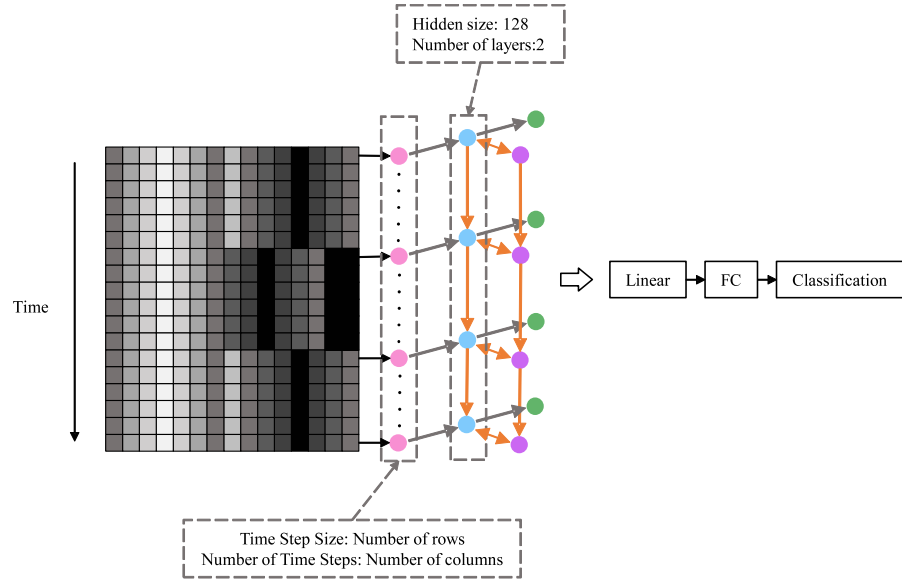 Hidden size: 128
Number of layers:2
Time
Linear
FC
Classification
Time Step Size: Number of rows
Number of Time Steps: Number of columns